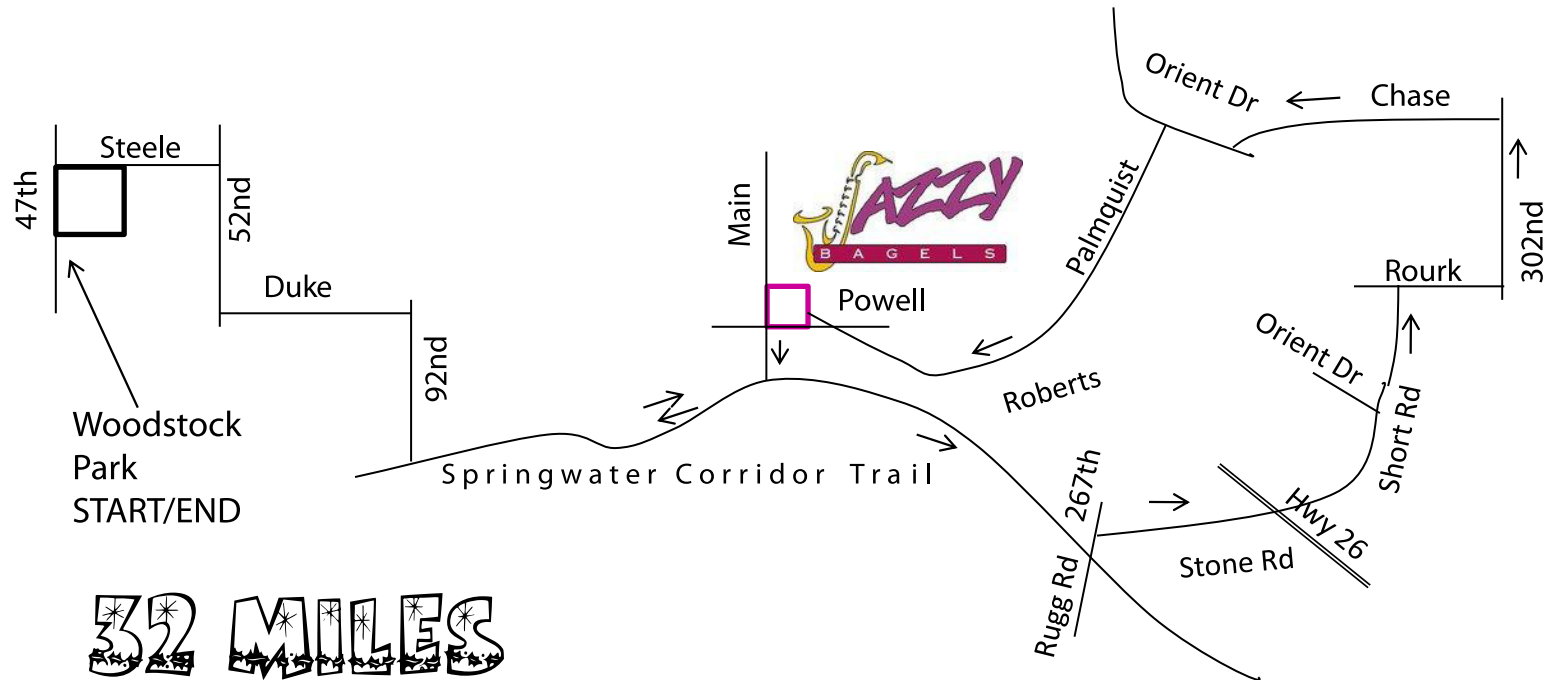 Orient Dr
Chase
Steele
47th
52nd
Main
AZZY
BAGELS
Palmquist
302nd
Duke
Powell
Rourk
Orient Dr
92nd
Roberts
Short Rd
Woodstock
Park
START/END
Springwater Corridor Trail
267th
Hwy 26
Stone Rd
Rugg Rd
32 MILES